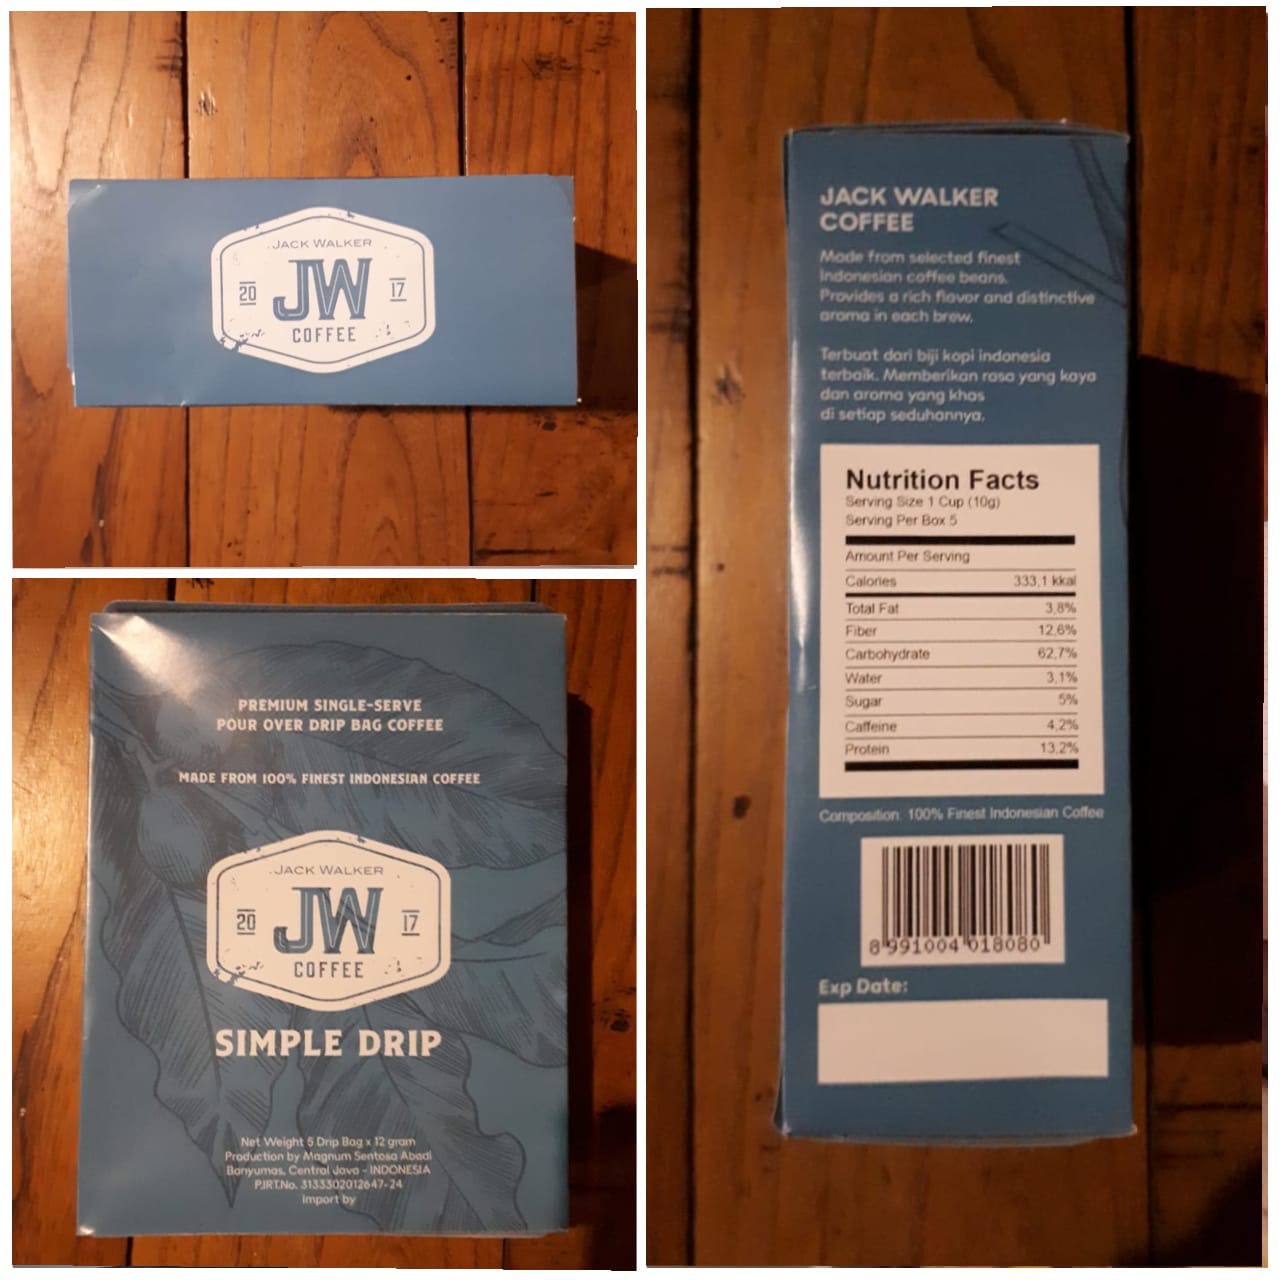 JACK WALKER
20
JW
17
COFFEE
PREMIUM SINGLE-SERVE
POUR OVER DRIP BAG COFFEE
MADE FROM 100% FINEST INDONESIAN COFFEE
JACK WALKER
20
JW
17
COFFEE
SIMPLE DRIP
Net Weight 5 Drip Bag x 12 gram
Production by Magnum Sentosa Abadi
Banyumas, Central Java - INDONESIA
P.IRT.No. 3133302012647-24
Import by
JACK WALKER
COFFEE
Made from selected finest
Indonesian coffee beans.
Provides a rich flavor and distinctive
aroma in each brew.
Terbuat dari biji kopi indonesia
terbaik. Memberikan rasa yang kaya
dan aroma yang khas
di setiap seduhannya.
Nutrition Facts
Serving Size 1 Cup (10g)
Serving Per Box 5
Amount Per Serving
Calories 333,1 kkal
Total Fat 3,8%
Fiber 12,6%
Carbohydrate 62,7%
Water 3,1%
Sugar 5%
Caffeine 4,2%
Protein 13,2%
Composition: 100% Finest Indonesian Coffee
8 991004 018080
Exp Date: